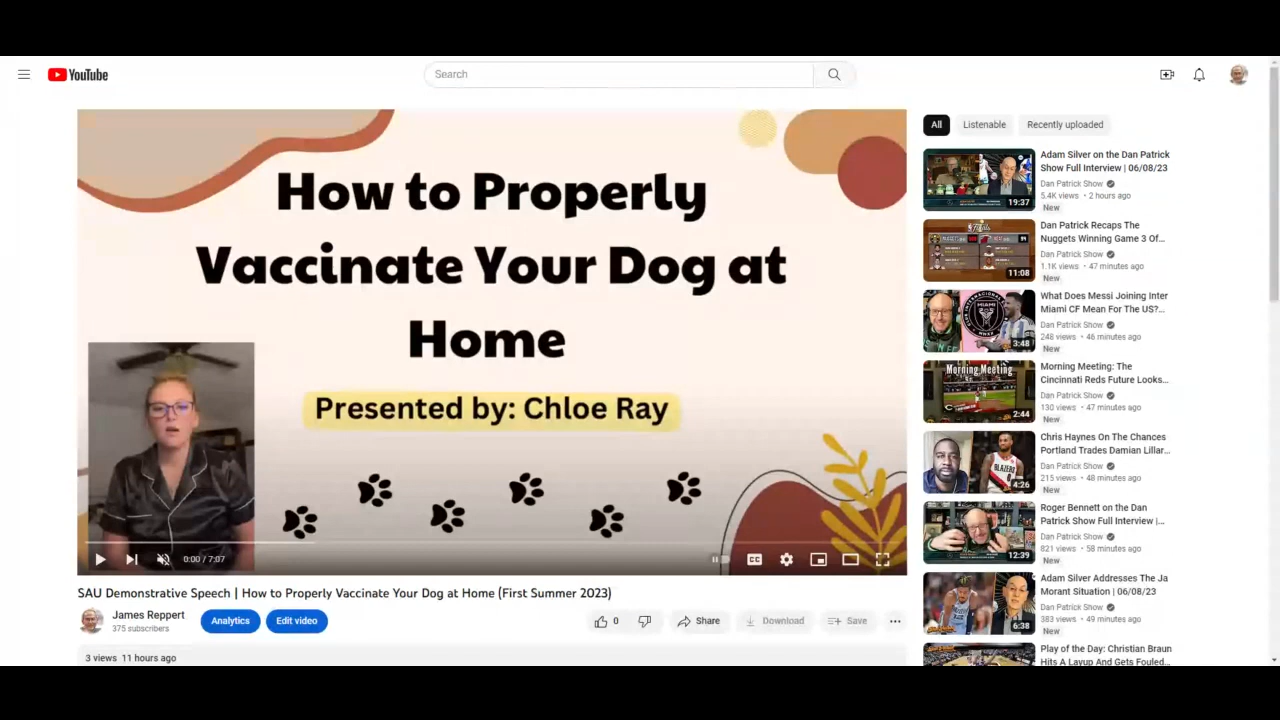 YouTube
Search
How to Properly
Vaccinate Your Dog at
Home
Presented by: Chloe Ray
0:00 / 7:07
CC
SAU Demonstrative Speech | How to Properly Vaccinate Your Dog at Home (First Summer 2023)
James Reppert
375 subscribers
Analytics
Edit video
0
Share
Download
Save
3 views 11 hours ago
All
Listenable
Recently uploaded
19:37
Adam Silver on the Dan Patrick
Show Full Interview | 06/08/23
Dan Patrick Show
5.4K views • 2 hours ago
New
11:08
Dan Patrick Recaps The
Nuggets Winning Game 3 Of...
Dan Patrick Show
1.1K views • 47 minutes ago
New
MIAMI
3:48
What Does Messi Joining Inter
Miami CF Mean For The US?...
Dan Patrick Show
248 views • 46 minutes ago
New
Morning Meeting
2:44
Morning Meeting: The
Cincinnati Reds Future Looks...
Dan Patrick Show
130 views • 47 minutes ago
New
BLAZERS
4:26
Chris Haynes On The Chances
Portland Trades Damian Lillar...
Dan Patrick Show
215 views • 48 minutes ago
New
12:39
Roger Bennett on the Dan
Patrick Show Full Interview |...
Dan Patrick Show
821 views • 58 minutes ago
New
6:38
Adam Silver Addresses The Ja
Morant Situation | 06/08/23
Dan Patrick Show
383 views • 49 minutes ago
New
Play of the Day: Christian Braun
Hits A Layup And Gets Fouled...